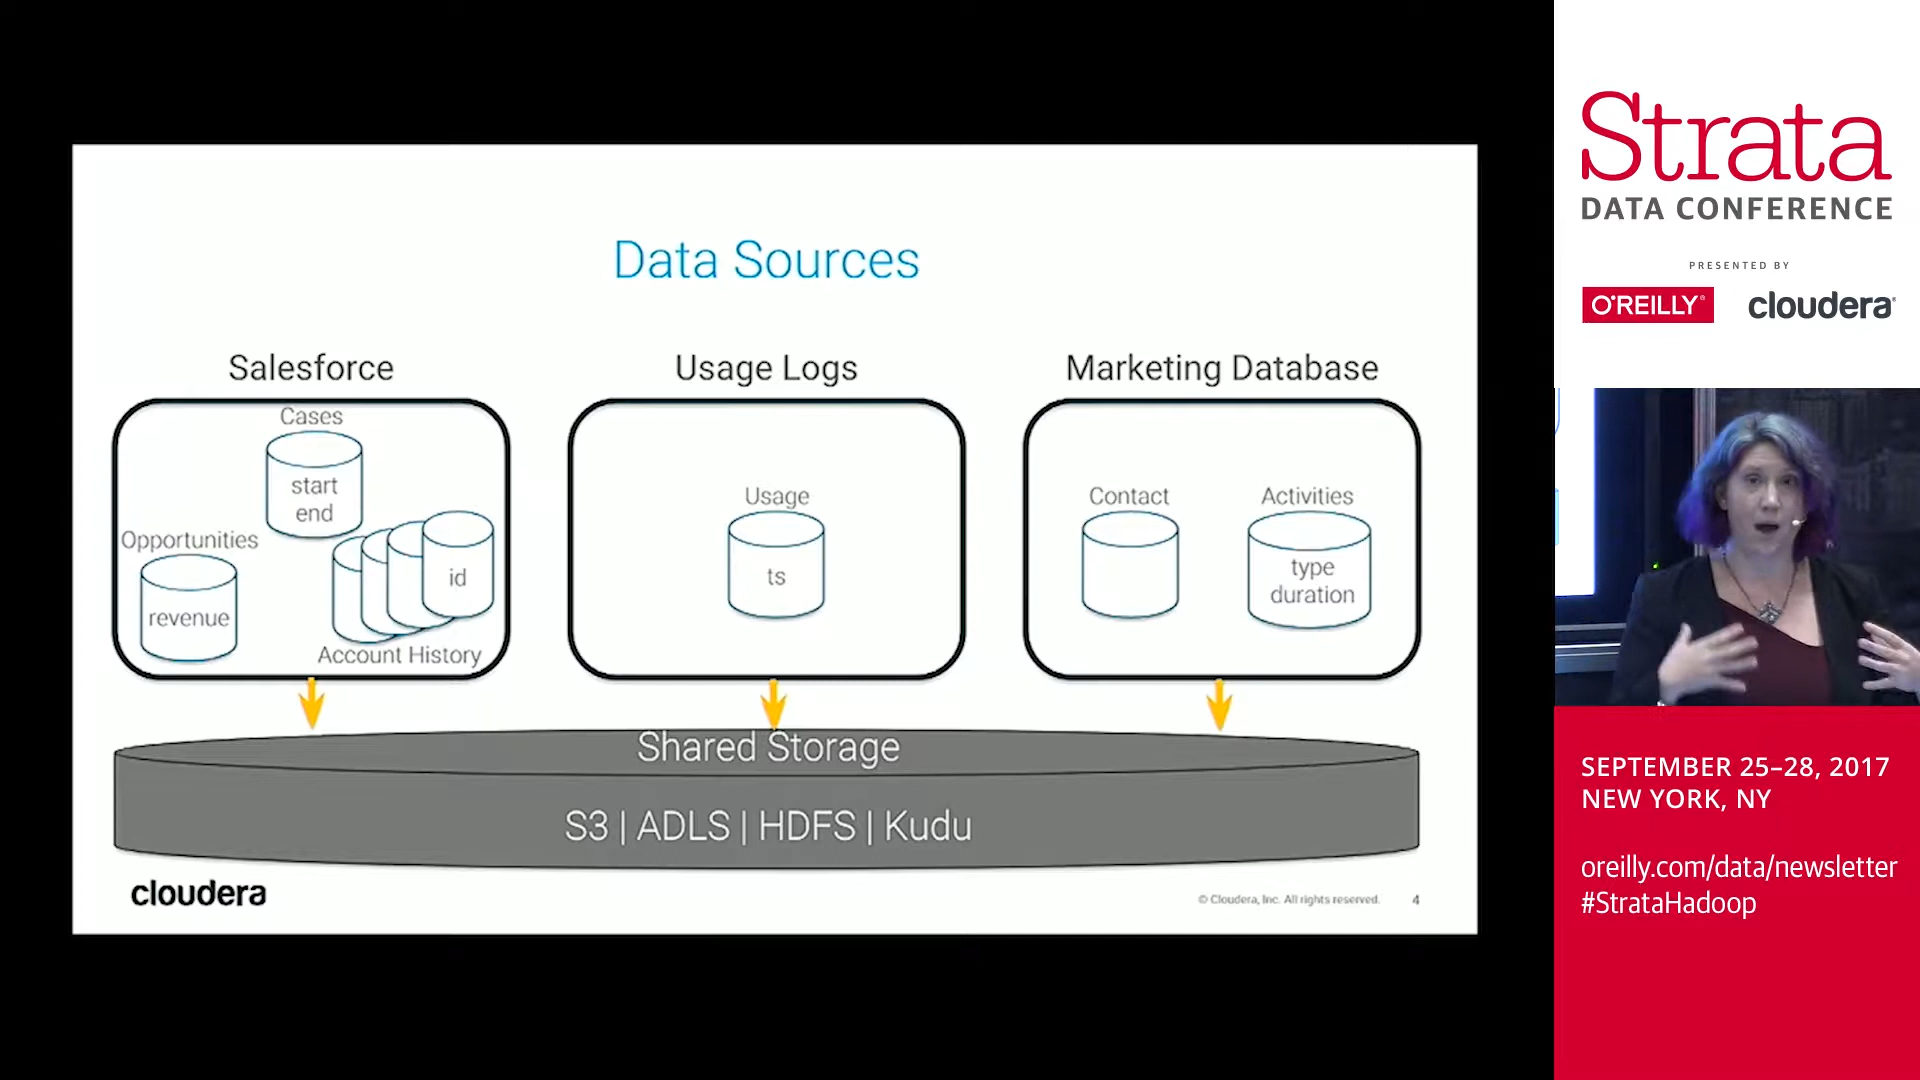 Data Sources
Salesforce
Cases
start
end
Opportunities
revenue
id
Account History
Usage Logs
Usage
ts
Marketing Database
Contact
Activities
type
duration
Shared Storage
S3 | ADLS | HDFS | Kudu
cloudera
© Cloudera, Inc. All rights reserved.
4
Strata
DATA CONFERENCE
PRESENTED BY
O'REILLY®
cloudera®
SEPTEMBER 25–28, 2017
NEW YORK, NY
oreilly.com/data/newsletter
#StrataHadoop